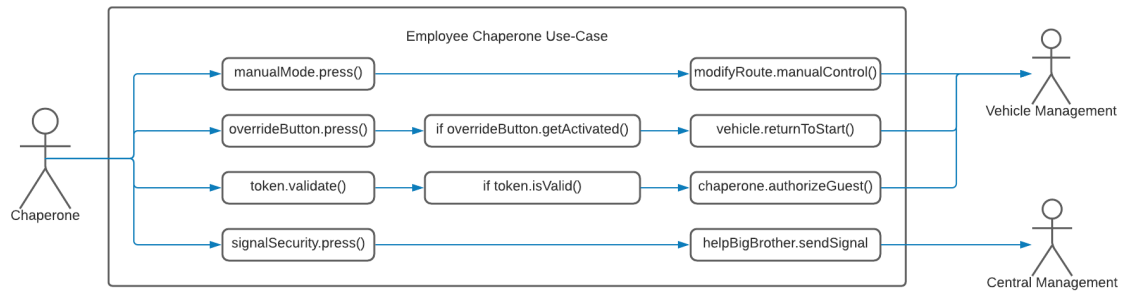 Employee Chaperone Use-Case
manualMode.press()
modifyRoute.manualControl()
Vehicle Management
overrideButton.press()
if overrideButton.getActivated()
vehicle.returnToStart()
token.validate()
if token.isValid()
chaperone.authorizeGuest()
Chaperone
signalSecurity.press()
helpBigBrother.sendSignal
Central Management